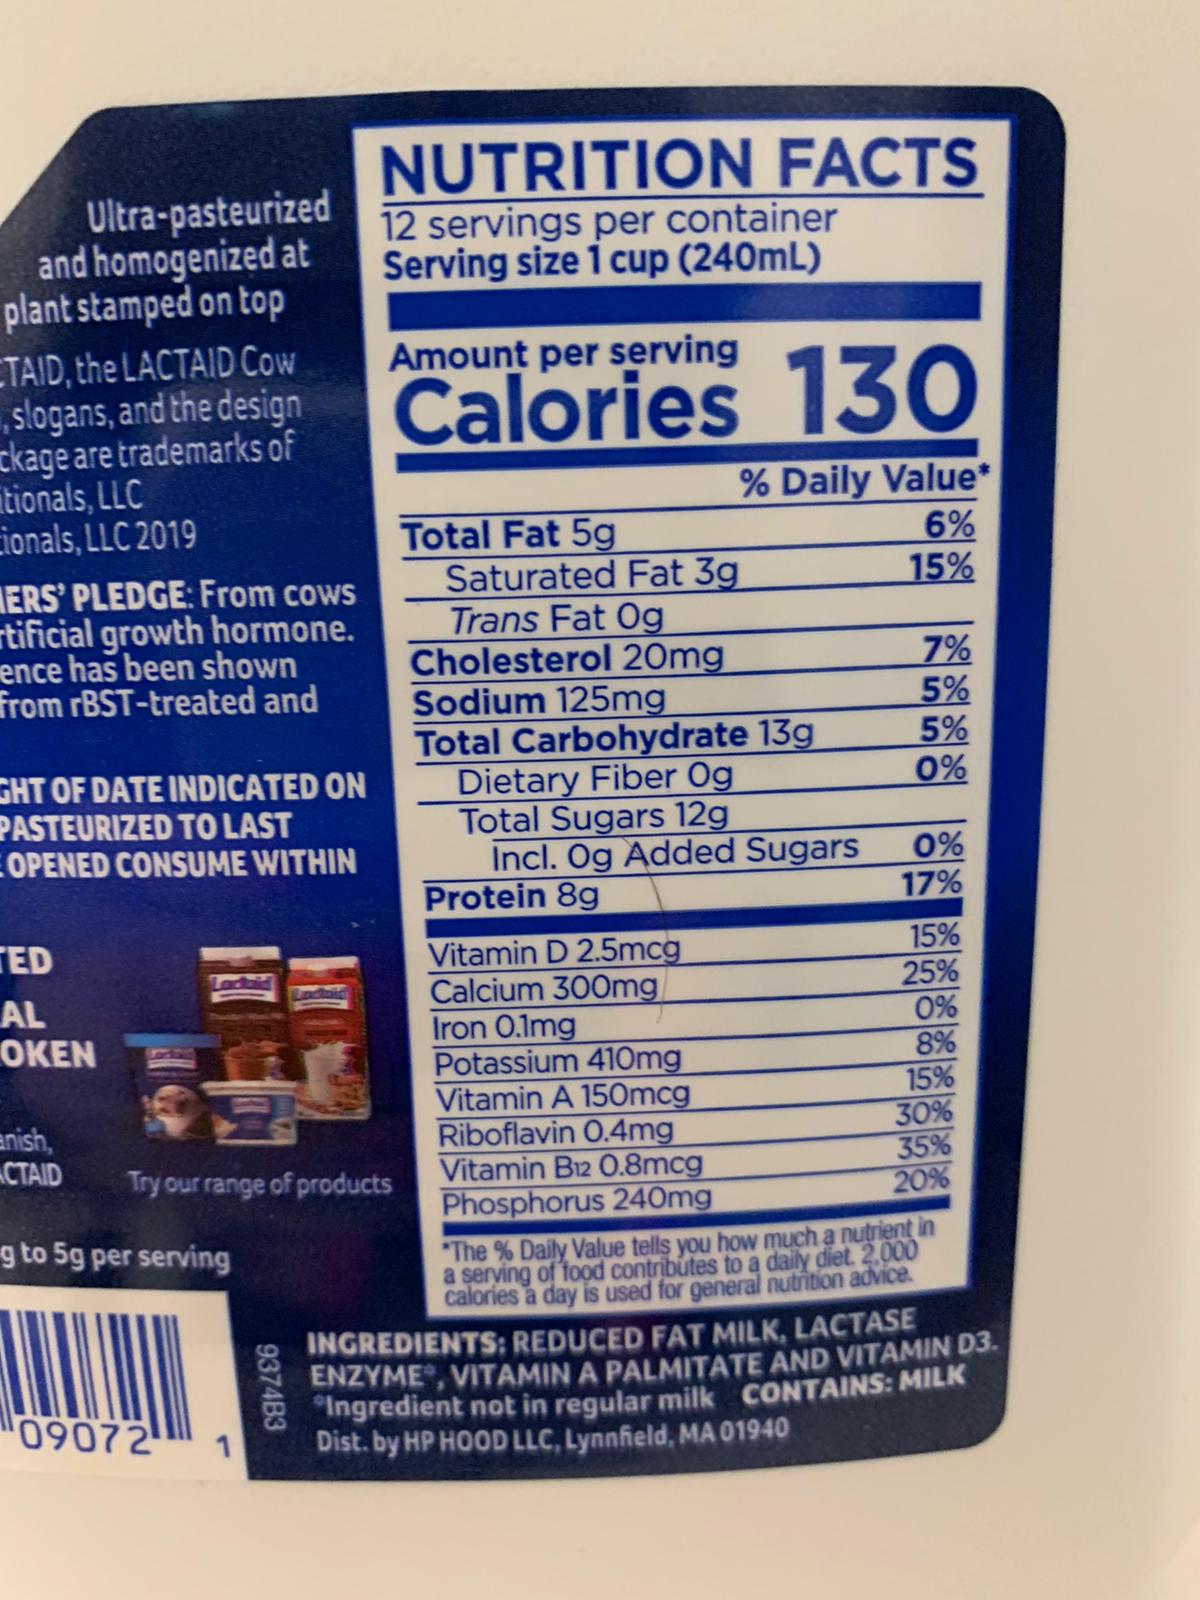 Ultra-pasteurized
and homogenized at
plant stamped on top
CTAID, the LACTAID Cow
, slogans, and the design
ckage are trademarks of
itionals, LLC
ionals, LLC 2019
IERS' PLEDGE: From cows
rtificial growth hormone.
ence has been shown
from rBST-treated and
GHT OF DATE INDICATED ON
PASTEURIZED TO LAST
OPENED CONSUME WITHIN
TED
AL
OKEN
anish,
ACTAID
Lactaid
Lactaid
Try our range of products
g to 5g per serving
09072 1
9374B3
NUTRITION FACTS
12 servings per container
Serving size 1 cup (240mL)
Amount per serving
Calories 130
% Daily Value*
Total Fat 5g 6%
Saturated Fat 3g 15%
Trans Fat 0g
Cholesterol 20mg 7%
Sodium 125mg 5%
Total Carbohydrate 13g 5%
Dietary Fiber 0g 0%
Total Sugars 12g
Incl. 0g Added Sugars 0%
Protein 8g 17%
Vitamin D 2.5mcg 15%
Calcium 300mg 25%
Iron 0.1mg 0%
Potassium 410mg 8%
Vitamin A 150mcg 15%
Riboflavin 0.4mg 30%
Vitamin B12 0.8mcg 35%
Phosphorus 240mg 20%
*The % Daily Value tells you how much a nutrient in
a serving of food contributes to a daily diet. 2,000
calories a day is used for general nutrition advice.
INGREDIENTS: REDUCED FAT MILK, LACTASE
ENZYME*, VITAMIN A PALMITATE AND VITAMIN D3.
*Ingredient not in regular milk CONTAINS: MILK
Dist. by HP HOOD LLC, Lynnfield, MA 01940